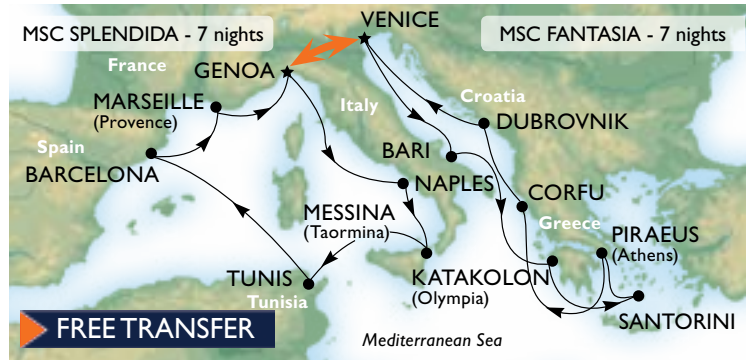 MSC SPLENDIDA - 7 nights
VENICE
MSC FANTASIA - 7 nights
France
GENOA
MARSEILLE
(Provence)
Italy
Croatia
DUBROVNIK
Spain
BARCELONA
BARI
NAPLES
CORFU
MESSINA
(Taormina)
Greece
PIRAEUS
(Athens)
TUNIS
Tunisia
KATAKOLON
(Olympia)
SANTORINI
FREE TRANSFER
Mediterranean Sea